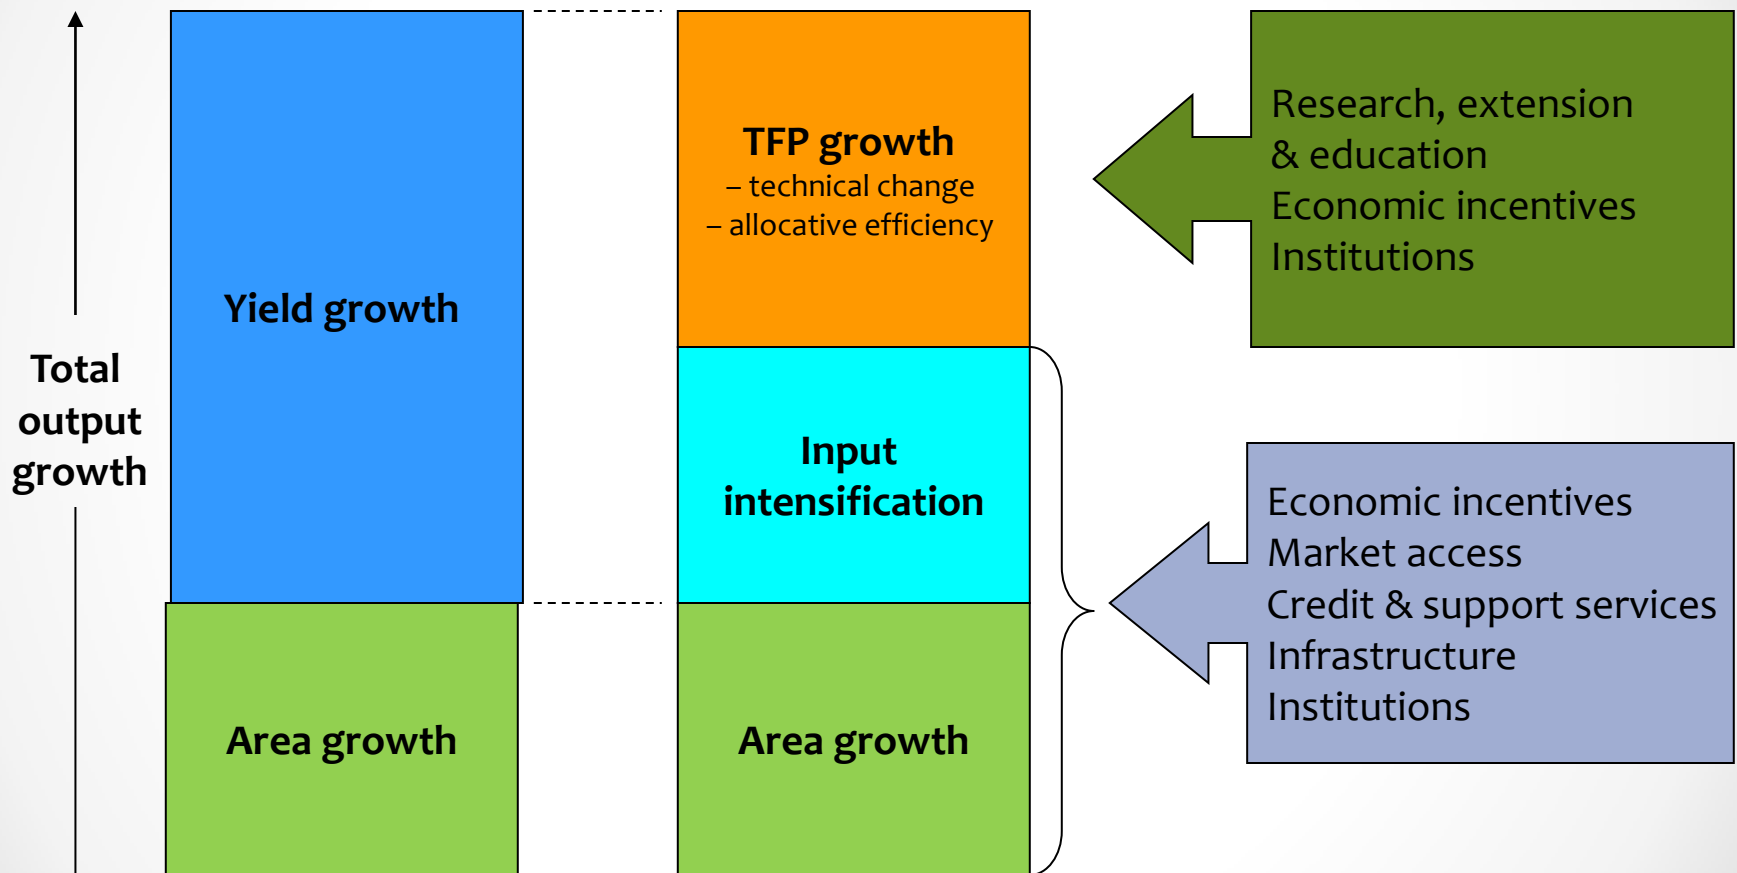 Total
output
growth
Yield growth
Area growth
TFP growth
– technical change
– allocative efficiency
Input
intensification
Area growth
Research, extension
& education
Economic incentives
Institutions
Economic incentives
Market access
Credit & support services
Infrastructure
Institutions